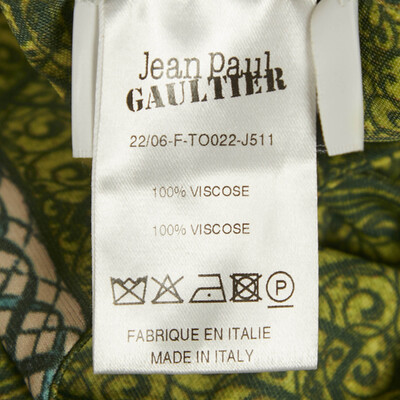 Jean Paul
GAULTIER
22/06-F-TO022-J511
100% VISCOSE
100% VISCOSE
P
FABRIQUE EN ITALIE
MADE IN ITALY